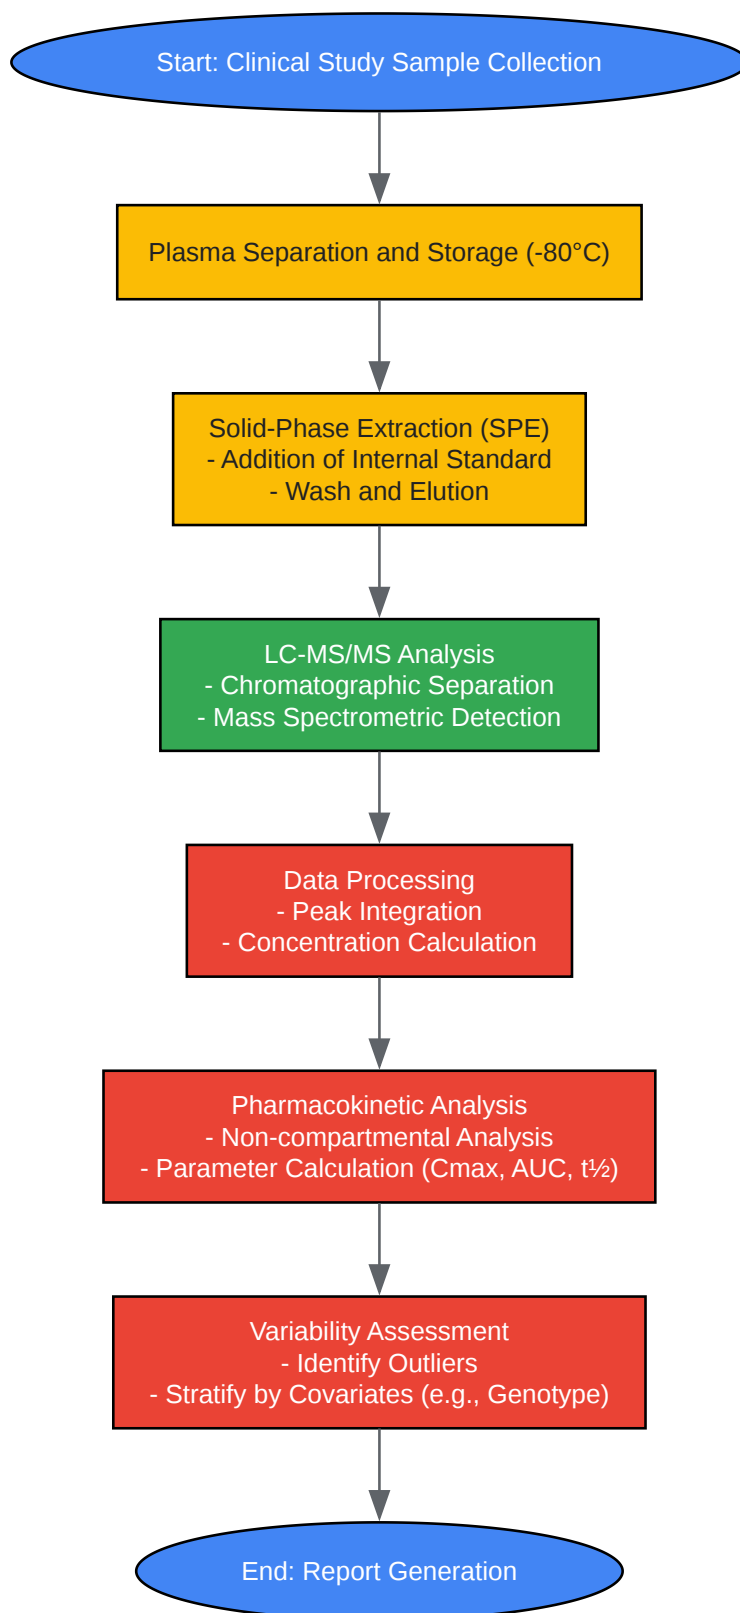 Start: Clinical Study Sample Collection
Plasma Separation and Storage (-80°C)
Solid-Phase Extraction (SPE)
- Addition of Internal Standard
- Wash and Elution
LC-MS/MS Analysis
- Chromatographic Separation
- Mass Spectrometric Detection
Data Processing
- Peak Integration
- Concentration Calculation
Pharmacokinetic Analysis
- Non-compartmental Analysis
- Parameter Calculation (Cmax, AUC, t½)
Variability Assessment
- Identify Outliers
- Stratify by Covariates (e.g., Genotype)
End: Report Generation